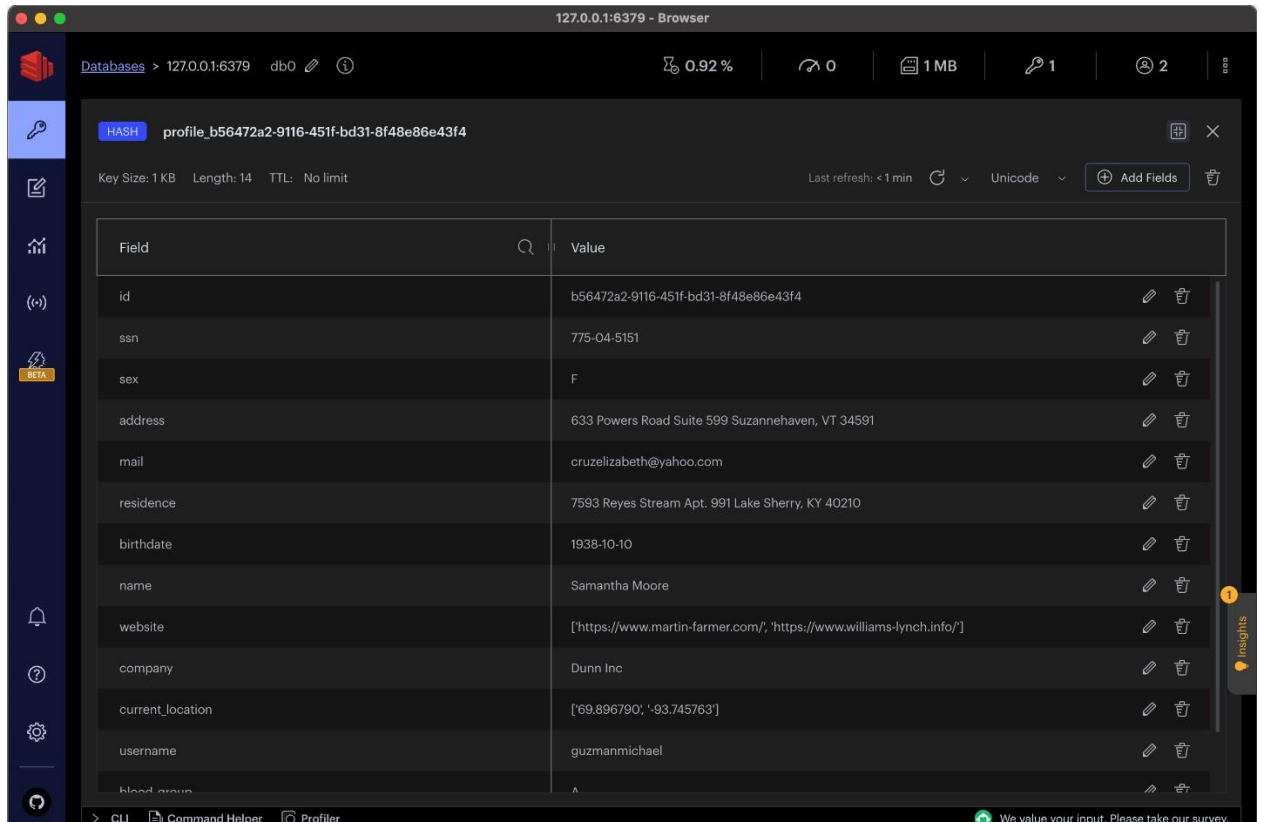 127.0.0.1:6379 - Browser
Databases > 127.0.0.1:6379 db0 0.92 % 0 1 MB 1 2
HASH profile_b56472a2-9116-451f-bd31-8f48e86e43f4
Key Size: 1 KB Length: 14 TTL: No limit Last refresh: < 1 min Unicode Add Fields
Field Value
id b56472a2-9116-451f-bd31-8f48e86e43f4
ssn 775-04-5151
BETA
sex F
address 633 Powers Road Suite 599 Suzannehaven, VT 34591
mail cruzelizabeth@yahoo.com
residence 7593 Reyes Stream Apt. 991 Lake Sherry, KY 40210
birthdate 1938-10-10
name Samantha Moore
1
website ['https://www.martin-farmer.com/', 'https://www.williams-lynch.info/']
Insights
company Dunn Inc
current_location ['69.896790', '-93.745763']
username guzmanmichael
blood_group A
> CLI Command Helper Profiler We value your input. Please take our survey.